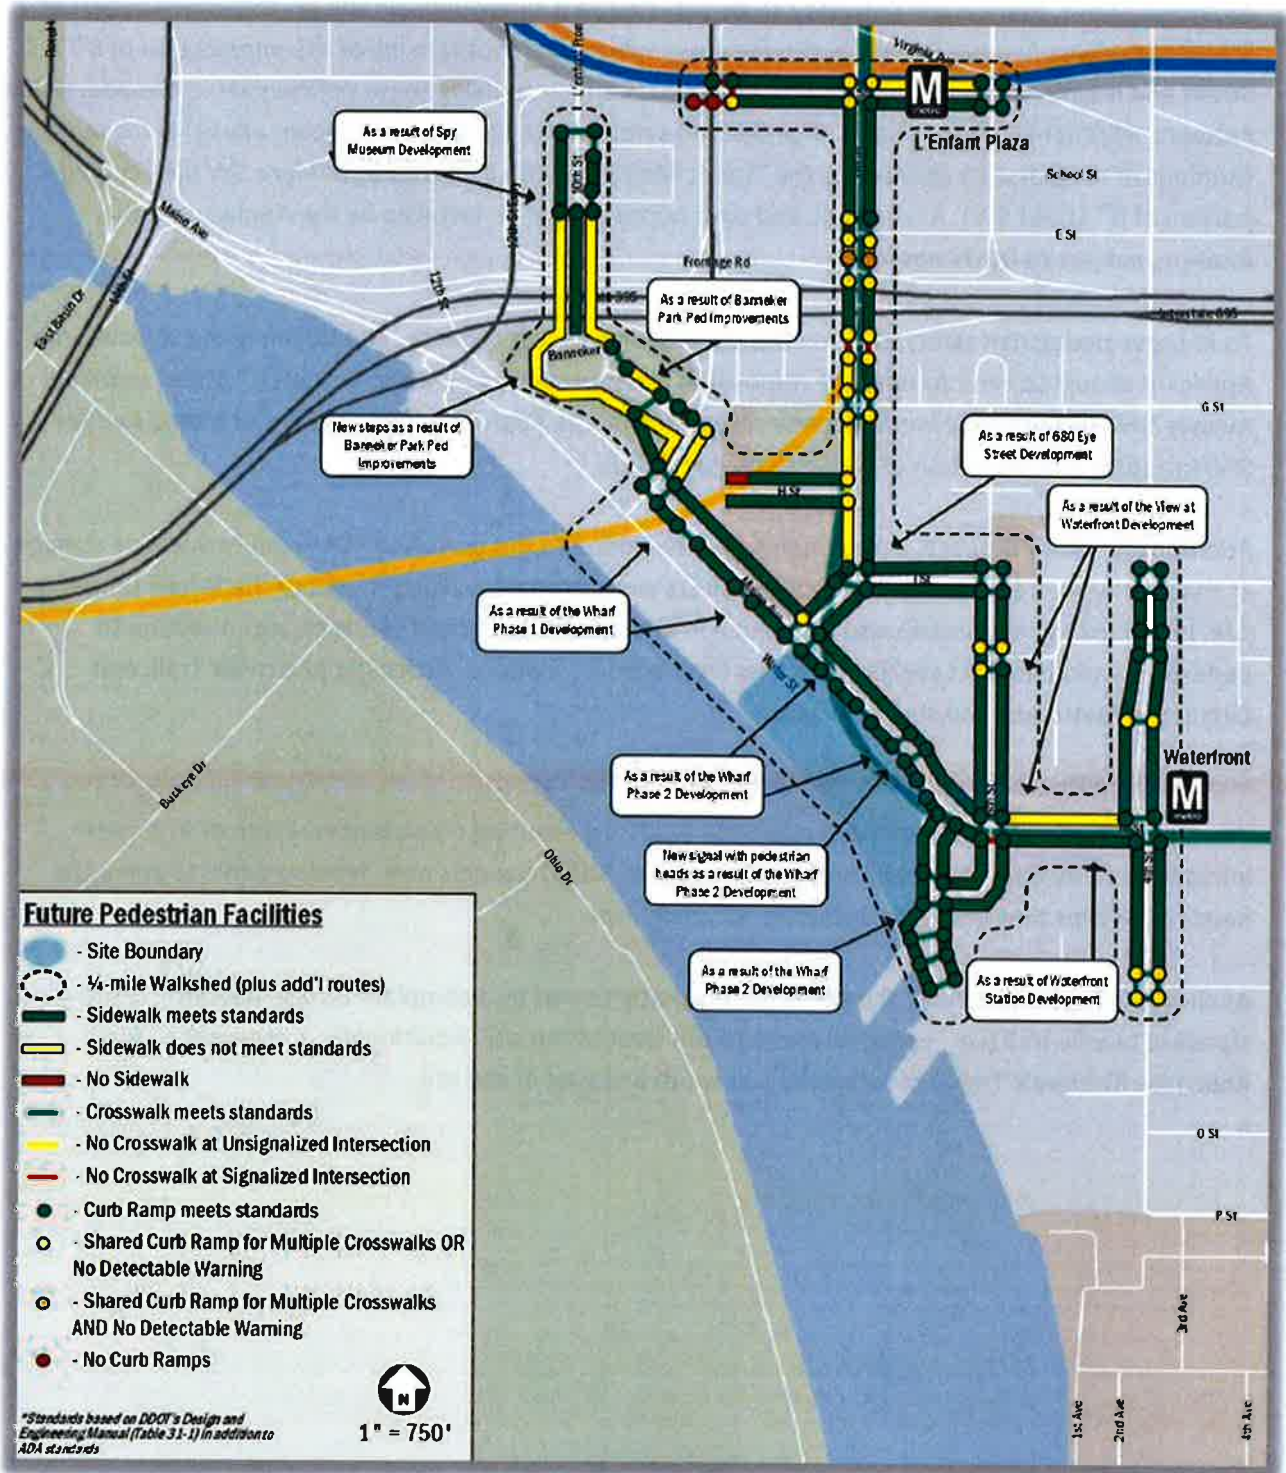 Virginia Ave
M
metro
L'Enfant Plaza
As a result of Spy
Museum Development
10th St
School St
E St
Maine Ave
12th St
Frontage Rd
As a result of Banneker
Park Ped Improvements
Interstate 695
East Basin Dr
Banneker
G St
New steps as a result of
Banneker Park Ped
Improvements
As a result of 680 Eye
Street Development
H St
As a result of the View at
Waterfront Development
I St
As a result of the Wharf
Phase 1 Development
Maine Ave
Water St
Waterfront
M
metro
As a result of the Wharf
Phase 2 Development
Buckeye Dr
New signal with pedestrian
heads as a result of the Wharf
Phase 2 Development
Ohio Dr
As a result of the Wharf
Phase 2 Development
As a result of Waterfront
Station Development
O St
P St
3rd Ave
1st Ave
2nd Ave
4th Ave
Future Pedestrian Facilities
- Site Boundary
- ¼-mile Walkshed (plus add'l routes)
- Sidewalk meets standards
- Sidewalk does not meet standards
- No Sidewalk
- Crosswalk meets standards
- No Crosswalk at Unsignalized Intersection
- No Crosswalk at Signalized Intersection
- Curb Ramp meets standards
- Shared Curb Ramp for Multiple Crosswalks OR
No Detectable Warning
- Shared Curb Ramp for Multiple Crosswalks
AND No Detectable Warning
- No Curb Ramps
N
1" = 750'
*Standards based on DDOT's Design and
Engineering Manual (Table 31-1) in addition to
ADA standards